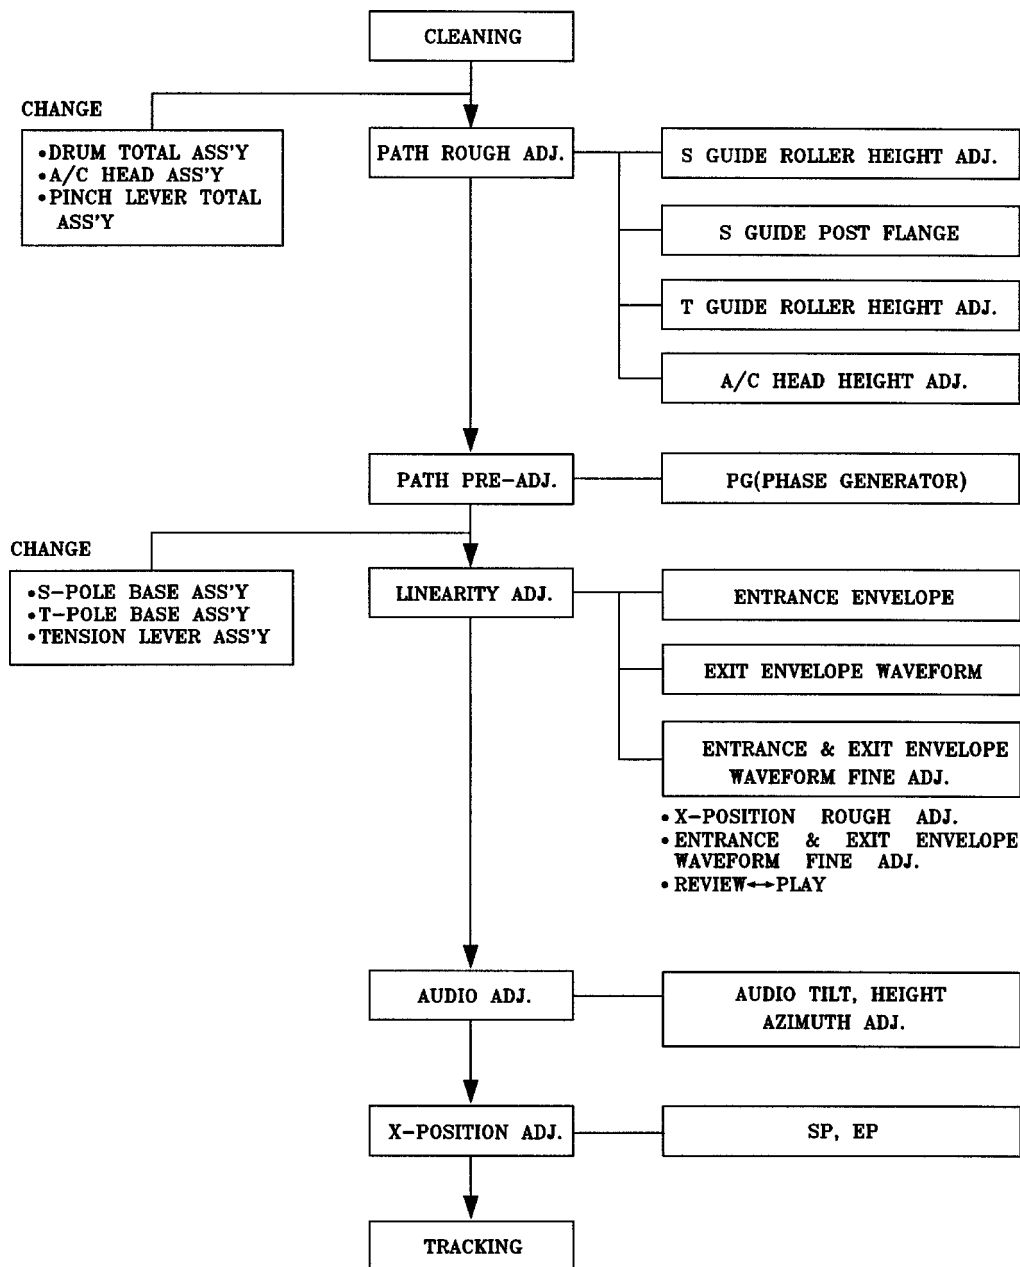 CLEANING
CHANGE
•DRUM TOTAL ASS'Y
•A/C HEAD ASS'Y
•PINCH LEVER TOTAL
ASS'Y
PATH ROUGH ADJ.
S GUIDE ROLLER HEIGHT ADJ.
S GUIDE POST FLANGE
T GUIDE ROLLER HEIGHT ADJ.
A/C HEAD HEIGHT ADJ.
PATH PRE-ADJ.
PG(PHASE GENERATOR)
CHANGE
•S-POLE BASE ASS'Y
•T-POLE BASE ASS'Y
•TENSION LEVER ASS'Y
LINEARITY ADJ.
ENTRANCE ENVELOPE
EXIT ENVELOPE WAVEFORM
ENTRANCE & EXIT ENVELOPE
WAVEFORM FINE ADJ.
• X-POSITION ROUGH ADJ.
• ENTRANCE & EXIT ENVELOPE
WAVEFORM FINE ADJ.
• REVIEW↔PLAY
AUDIO ADJ.
AUDIO TILT, HEIGHT
AZIMUTH ADJ.
X-POSITION ADJ.
SP, EP
TRACKING